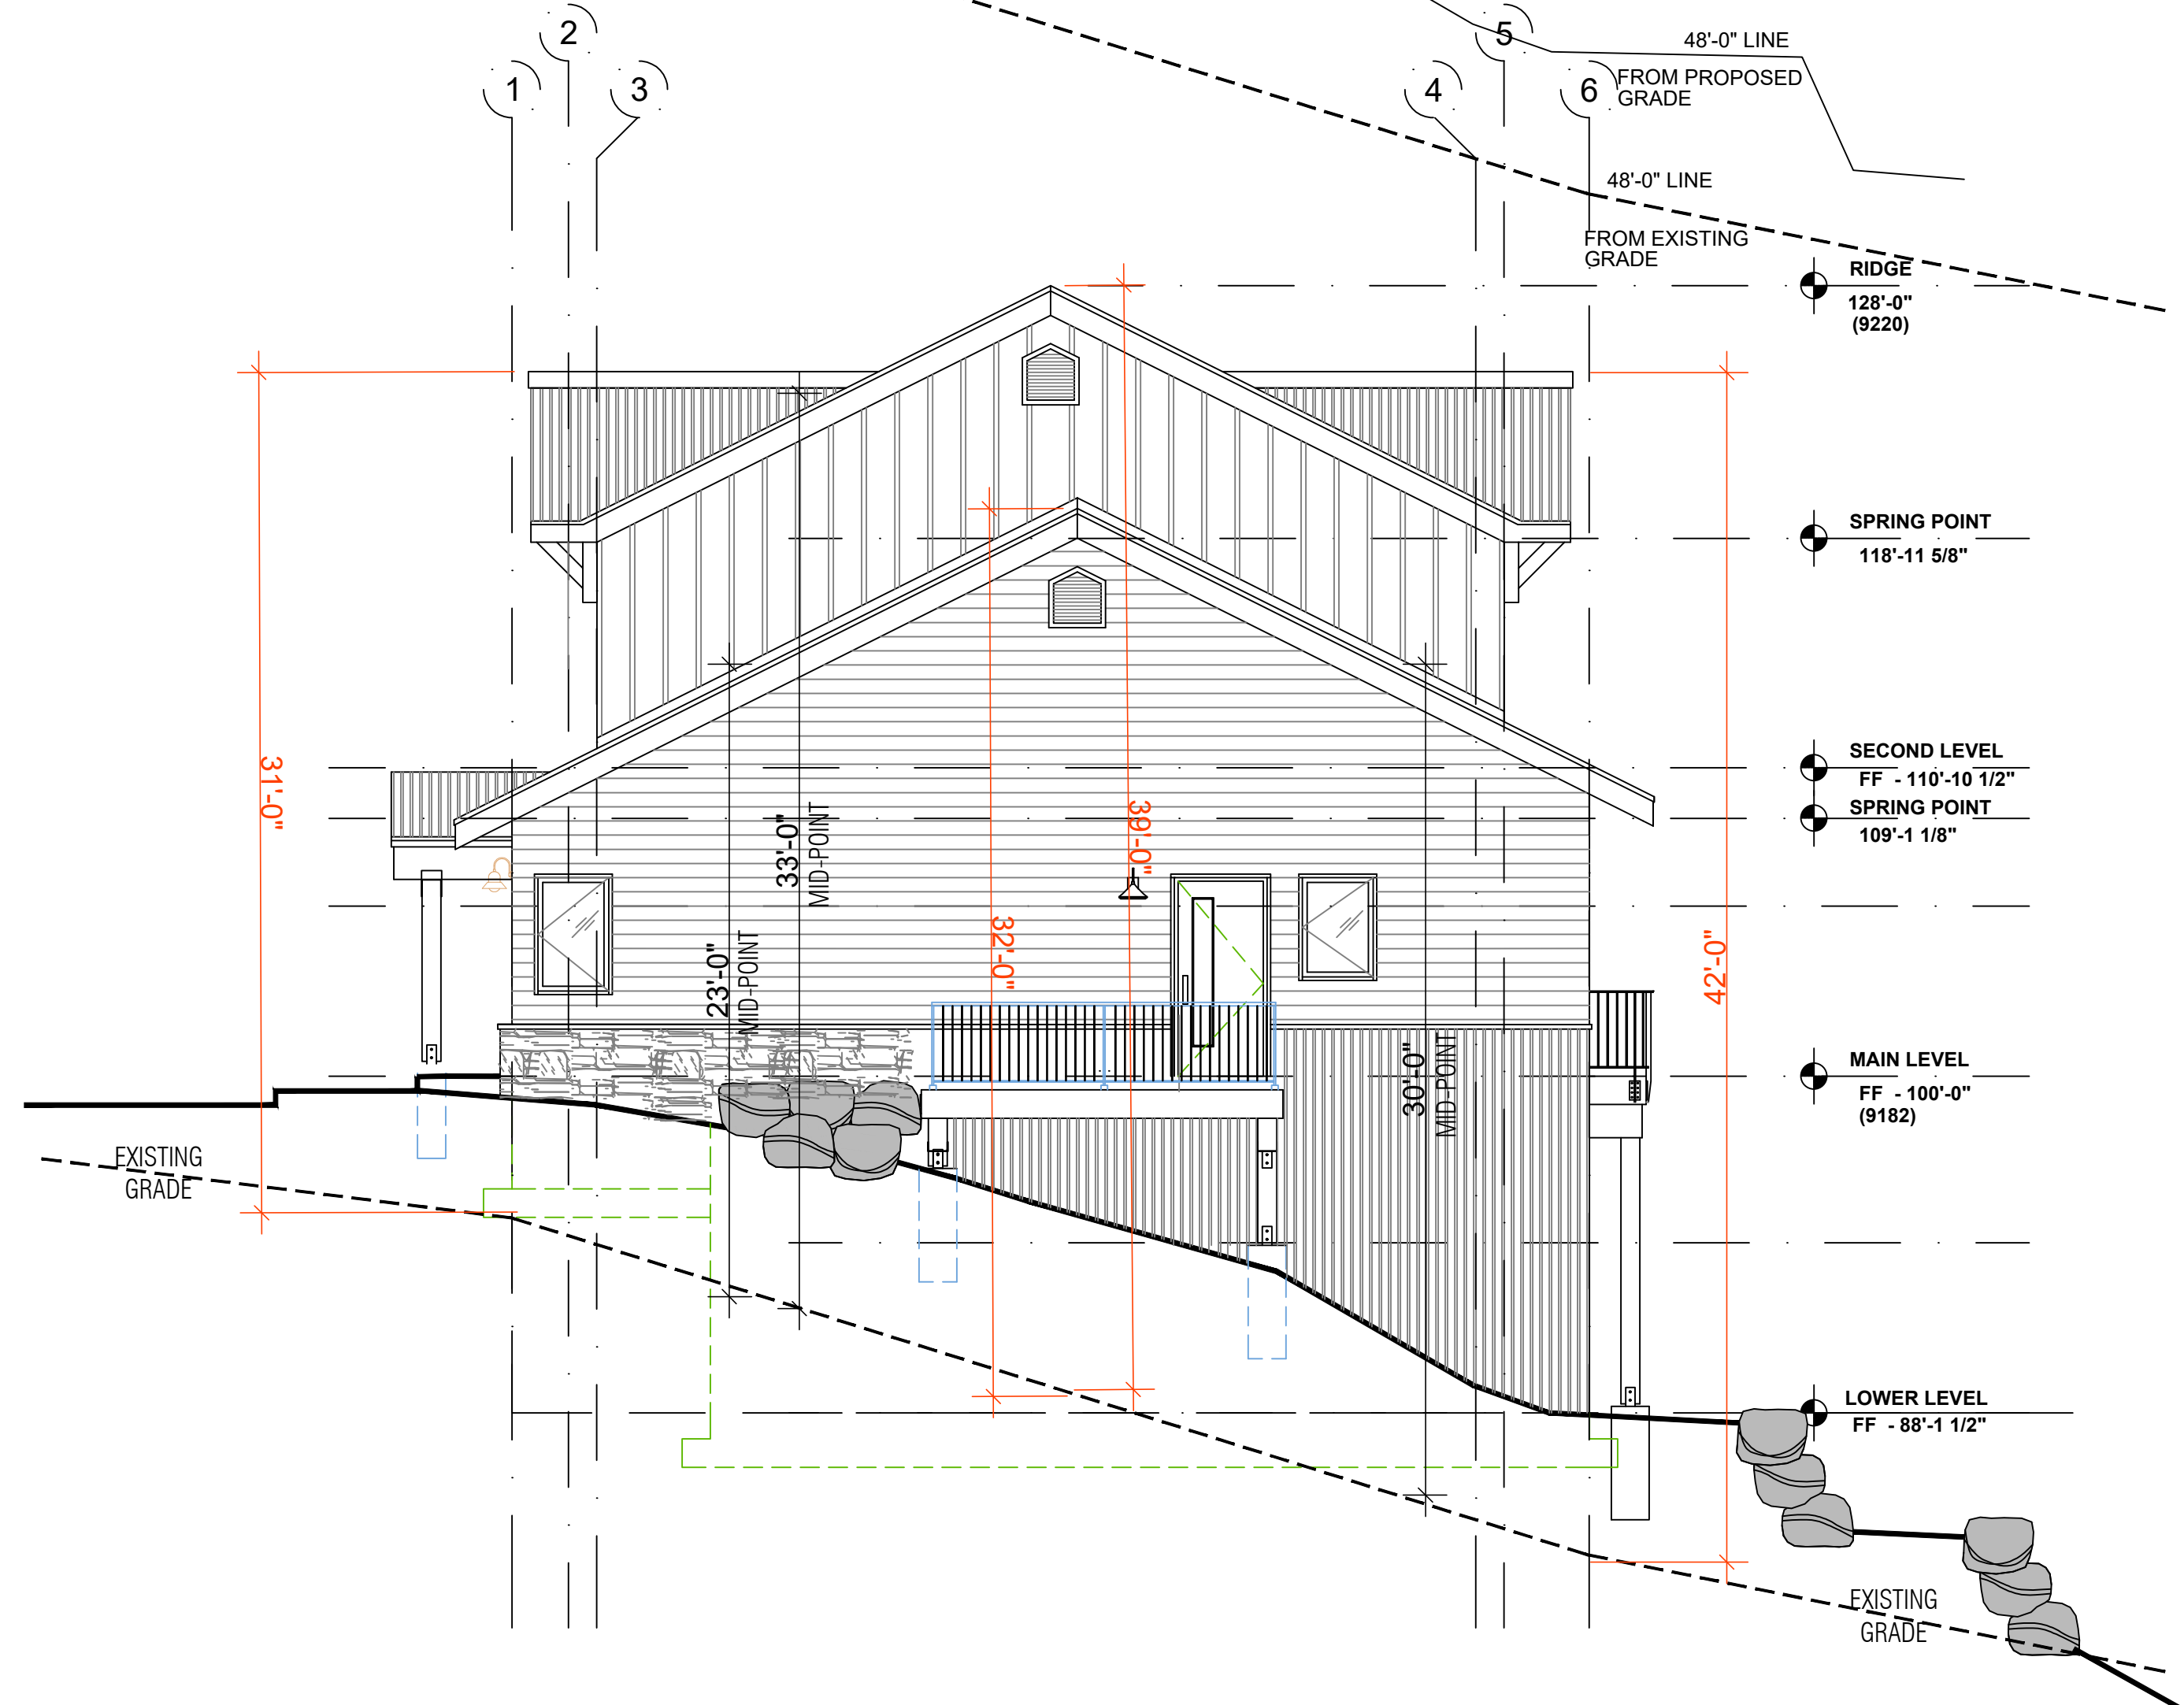 2
5
48'-0" LINE
1
3
4
6
FROM PROPOSED
GRADE
48'-0" LINE
FROM EXISTING
GRADE
RIDGE
128'-0"
(9220)
SPRING POINT
118'-11 5/8"
SECOND LEVEL
FF - 110'-10 1/2"
SPRING POINT
109'-1 1/8"
31'-0"
33'-0"
MID-POINT
39'-0"
23'-0"
MID-POINT
32'-0"
42'-0"
30'-0"
MID-POINT
MAIN LEVEL
FF - 100'-0"
(9182)
EXISTING
GRADE
LOWER LEVEL
FF - 88'-1 1/2"
EXISTING
GRADE